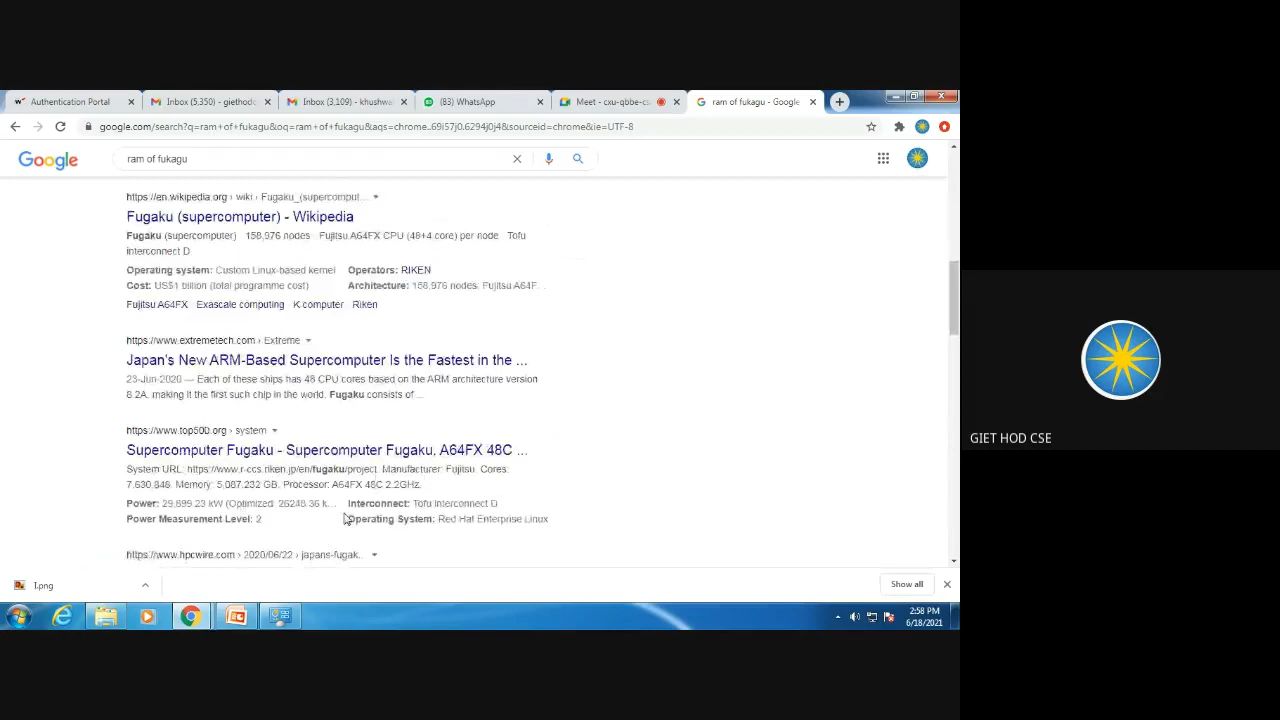 Authentication Portal
Inbox (5,350) - giethodc
Inbox (3,109) - khushwa
(83) WhatsApp
Meet - cxu-qbbe-cs
ram of fukagu - Google
google.com/search?q=ram+of+fukagu&oq=ram+of+fukagu&aqs=chrome..69i57j0.6294j0j4&sourceid=chrome&ie=UTF-8
Google
ram of fukagu
https://en.wikipedia.org › wiki › Fugaku_(supercomput...
Fugaku (supercomputer) - Wikipedia
Fugaku (supercomputer) 158,976 nodes Fujitsu A64FX CPU (48+4 core) per node Tofu
interconnect D
Operating system: Custom Linux-based kernel Operators: RIKEN
Cost: US$1 billion (total programme cost) Architecture: 158,976 nodes. Fujitsu A64F...
Fujitsu A64FX Exascale computing K computer Riken
https://www.extremetech.com › Extreme
Japan's New ARM-Based Supercomputer Is the Fastest in the ...
23-Jun-2020 — Each of these ships has 48 CPU cores based on the ARM architecture version
8.2A, making it the first such chip in the world. Fugaku consists of ...
https://www.top500.org › system
Supercomputer Fugaku - Supercomputer Fugaku, A64FX 48C ...
System URL: https://www.r-ccs.riken.jp/en/fugaku/project. Manufacturer: Fujitsu. Cores:
7,630,848. Memory: 5,087,232 GB. Processor: A64FX 48C 2.2GHz.
Power: 29,899.23 kW (Optimized: 26248.36 k... Interconnect: Tofu interconnect D
Power Measurement Level: 2 Operating System: Red Hat Enterprise Linux
https://www.hpcwire.com › 2020/06/22 › japans-fugak.
I.png
Show all
2:58 PM
6/18/2021
GIET HOD CSE